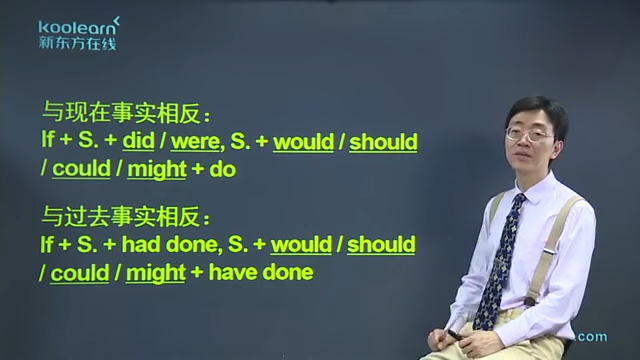 koolearn
新东方在线
与现在事实相反：
If + S. + did / were, S. + would / should
/ could / might + do
与过去事实相反：
If + S. + had done, S. + would / should
/ could / might + have done
.com